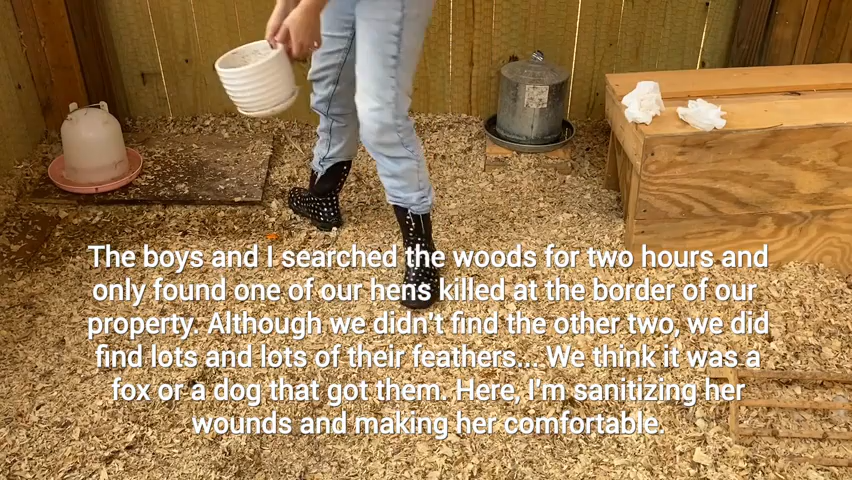 The boys and I searched the woods for two hours and
only found one of our hens killed at the border of our
property. Although we didn't find the other two, we did
find lots and lots of their feathers... We think it was a
fox or a dog that got them. Here, I'm sanitizing her
wounds and making her comfortable.